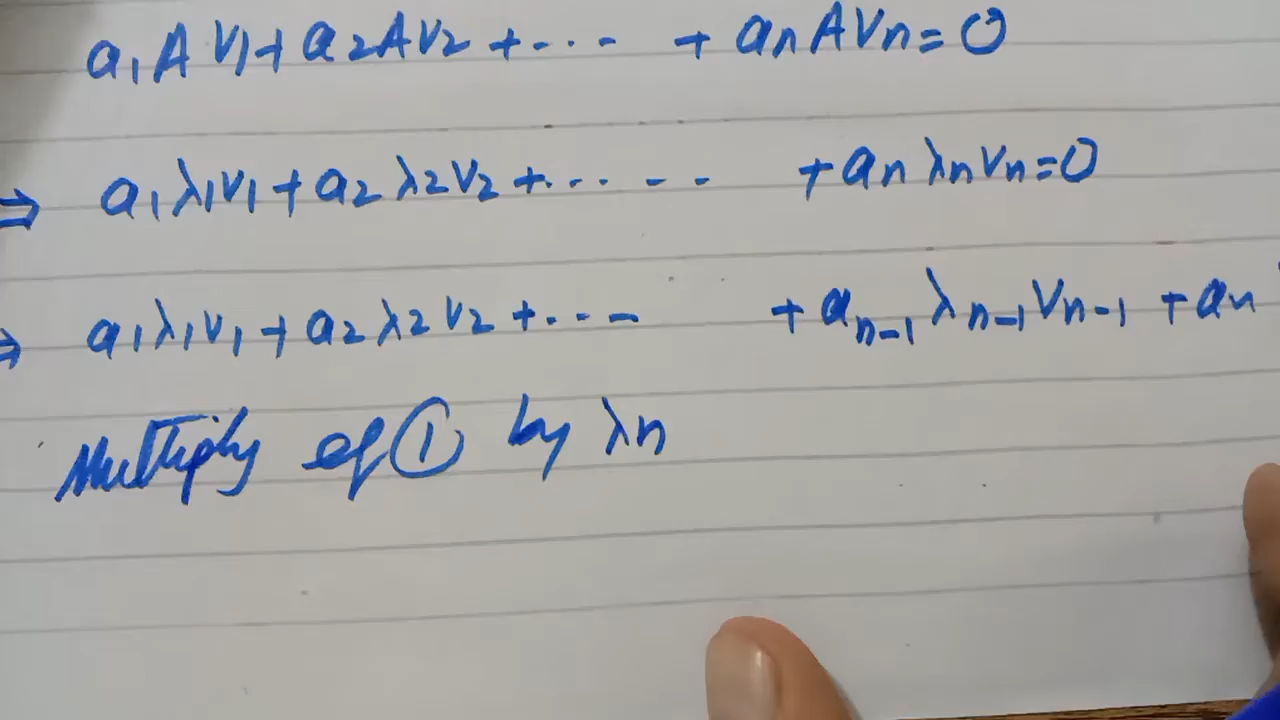 a₁Av₁ + a₂Av₂ + ... + aₙAvₙ = 0
⇒ a₁λ₁v₁ + a₂λ₂v₂ + ..... + aₙλₙvₙ = 0
⇒ a₁λ₁v₁ + a₂λ₂v₂ + .... + aₙ₋₁λₙ₋₁vₙ₋₁ + aₙ
Multiply eq ① by λn